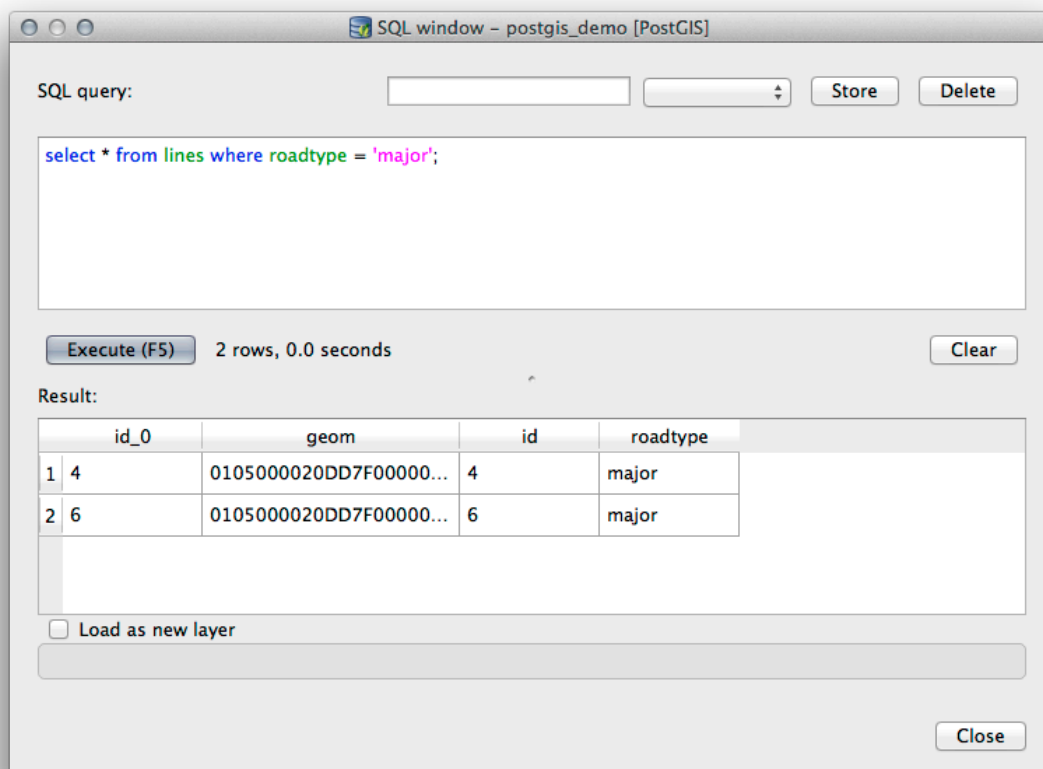 SQL window – postgis_demo [PostGIS]
SQL query:
Store
Delete
select * from lines where roadtype = 'major';
Execute (F5)
2 rows, 0.0 seconds
Clear
Result:
id_0 geom id roadtype
1 4 0105000020DD7F00000... 4 major
2 6 0105000020DD7F00000... 6 major
Load as new layer
Close